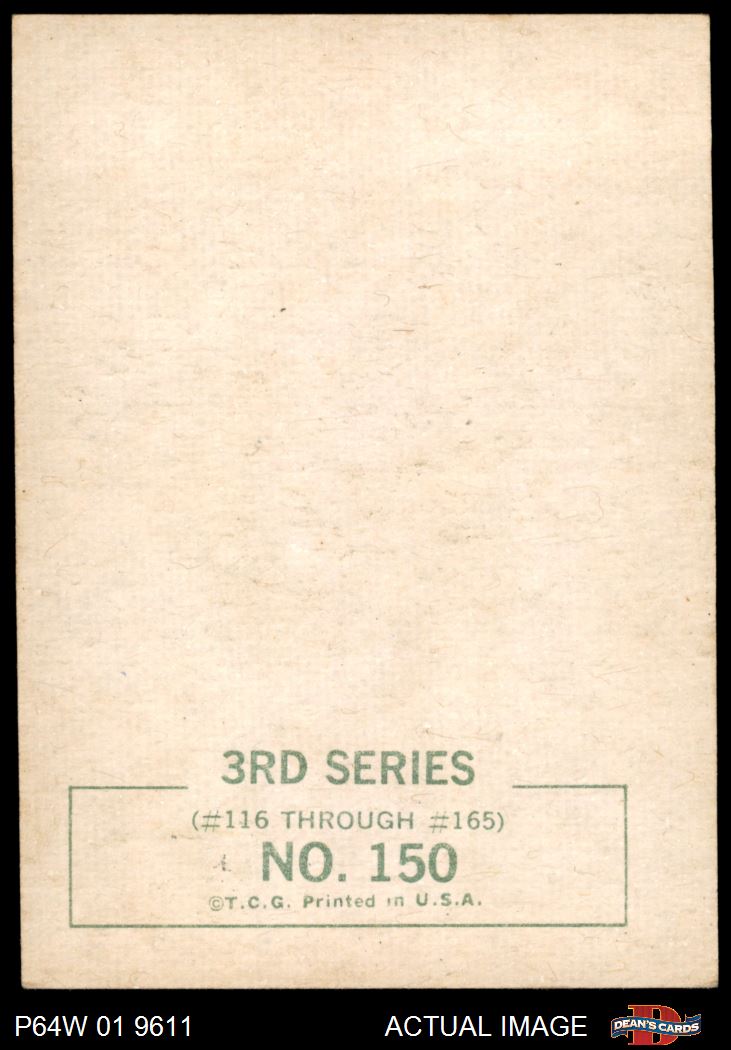 3RD SERIES
(#116 THROUGH #165)
NO. 150
©T.C.G. Printed in U.S.A.
P64W 01 9611
ACTUAL IMAGE
D
DEAN'S CARDS